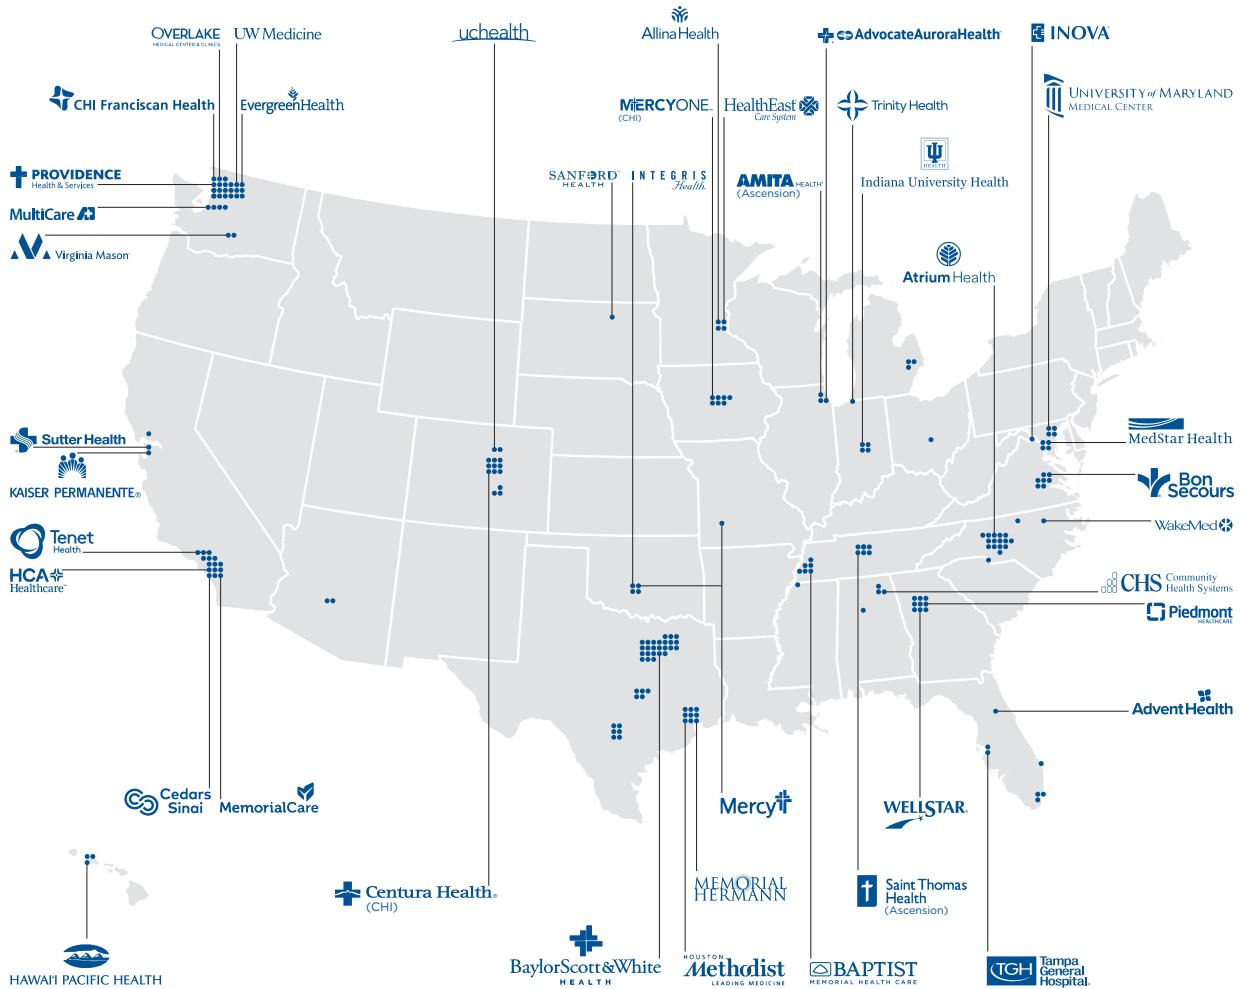 OVERLAKE
MEDICAL CENTER & CLINICS
UW Medicine
uchealth
Allina Health
AdvocateAuroraHealth
INOVA
CHI Franciscan Health
EvergreenHealth
MERCYONE
(CHI)
HealthEast
Care System
Trinity Health
UNIVERSITY of MARYLAND
MEDICAL CENTER
PROVIDENCE
Health & Services
SANFORD
HEALTH
INTEGRIS
Health.
AMITA HEALTH
(Ascension)
HEALTH
Indiana University Health
MultiCare
Virginia Mason
Atrium Health
Sutter Health
KAISER PERMANENTE®
MedStar Health
Bon
Secours
WakeMed
Tenet
Health
HCA
Healthcare
CHS Community
Health Systems
Piedmont
HEALTHCARE
Advent Health
Cedars
Sinai
MemorialCare
Mercy
WELLSTAR
Centura Health®
(CHI)
MEMORIAL
HERMANN
Saint Thomas
Health
(Ascension)
HAWAI'I PACIFIC HEALTH
BaylorScott&White
HEALTH
HOUSTON
Methodist
LEADING MEDICINE
BAPTIST
MEMORIAL HEALTH CARE
TGH
Tampa
General
Hospital